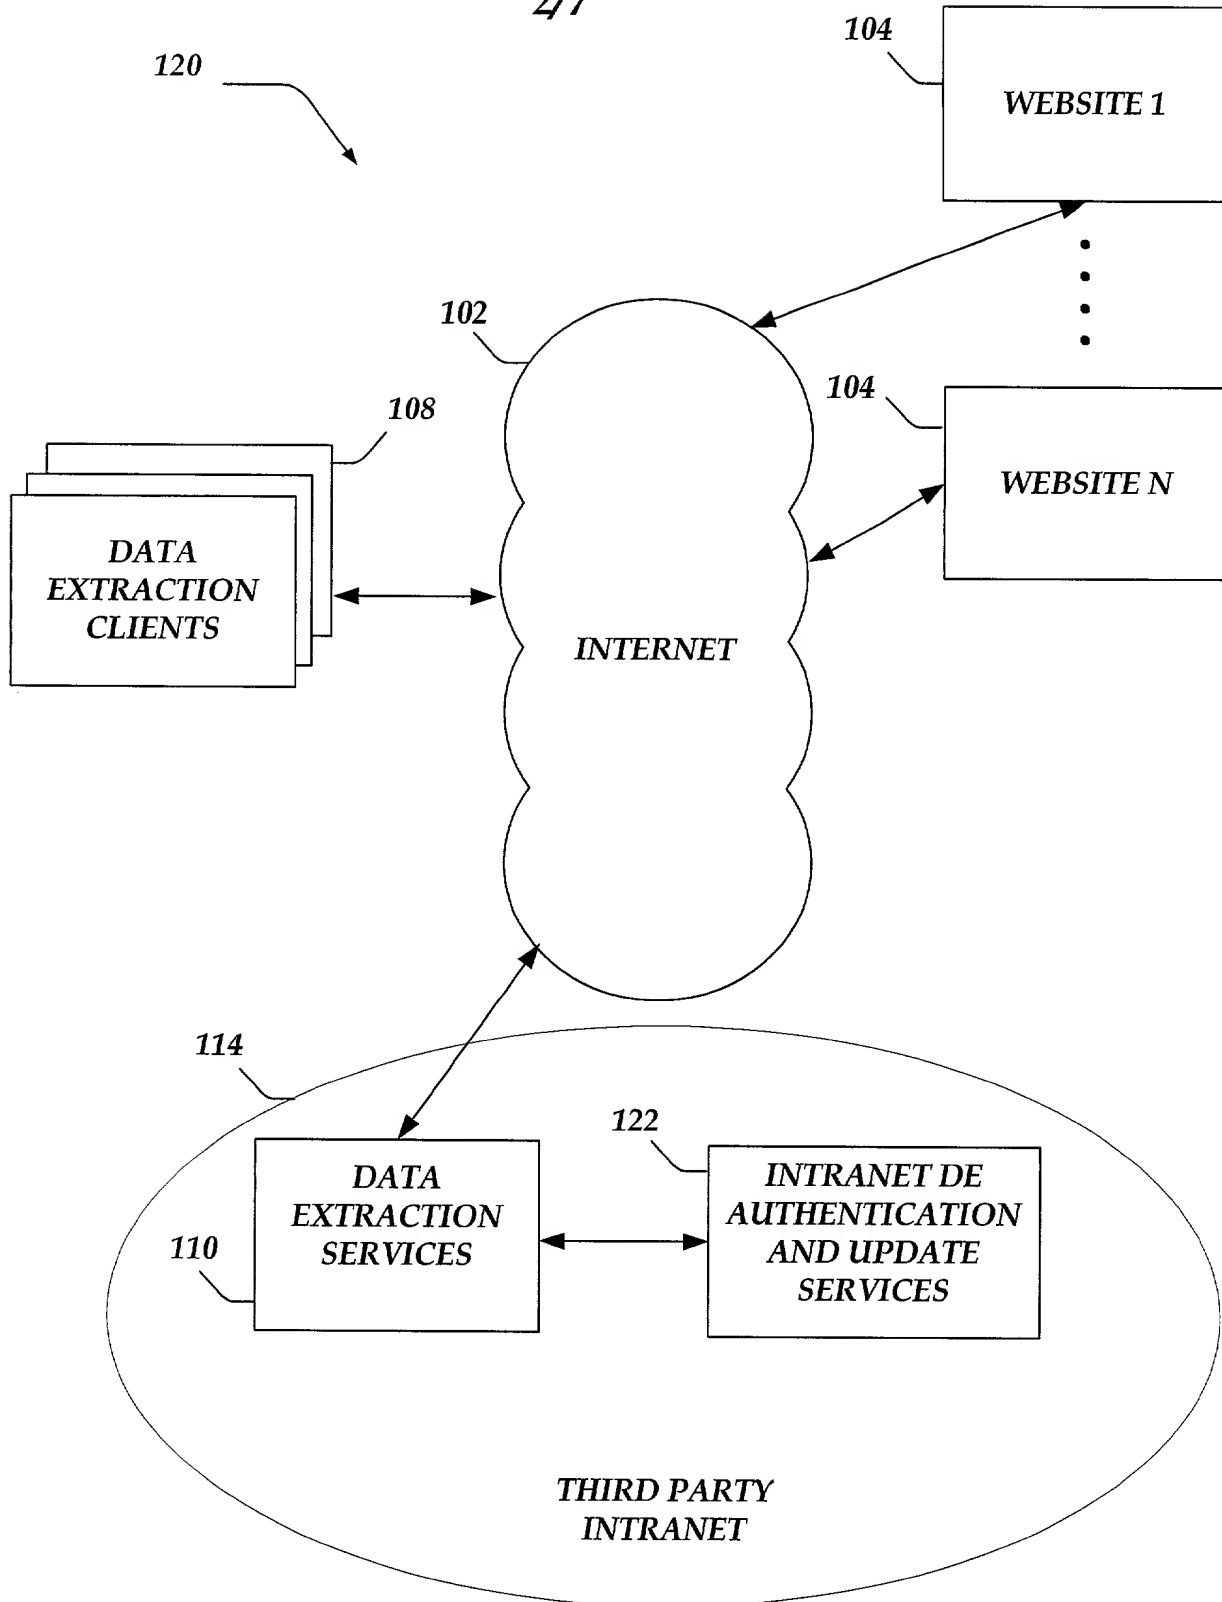 120
104
WEBSITE 1
102
104
WEBSITE N
108
DATA
EXTRACTION
CLIENTS
INTERNET
114
122
DATA
EXTRACTION
SERVICES
110
INTRANET DE
AUTHENTICATION
AND UPDATE
SERVICES
THIRD PARTY
INTRANET